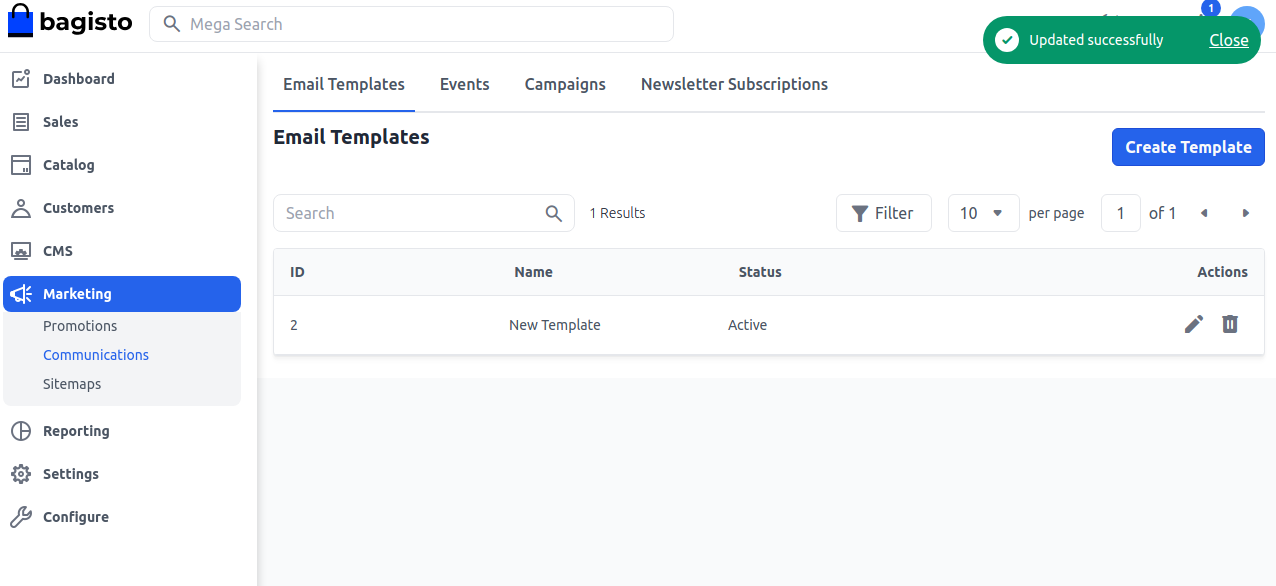 bagisto
Mega Search
1
Updated successfully Close
Dashboard
Sales
Catalog
Customers
CMS
Marketing
Promotions
Communications
Sitemaps
Reporting
Settings
Configure
Email Templates Events Campaigns Newsletter Subscriptions
Email Templates
Create Template
Search
1 Results
Filter
10
per page
1
of 1
ID Name Status Actions
2 New Template Active